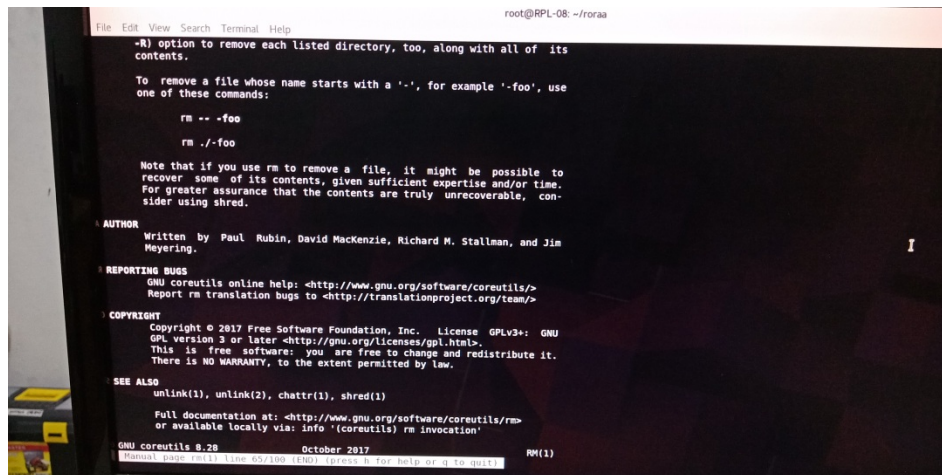 root@RPL-08: ~/roraa
File Edit View Search Terminal Help
-R) option to remove each listed directory, too, along with all of its
contents.
To remove a file whose name starts with a '-', for example '-foo', use
one of these commands:
rm -- -foo
rm ./-foo
Note that if you use rm to remove a file, it might be possible to
recover some of its contents, given sufficient expertise and/or time.
For greater assurance that the contents are truly unrecoverable, con-
sider using shred.
AUTHOR
Written by Paul Rubin, David MacKenzie, Richard M. Stallman, and Jim
Meyering.
REPORTING BUGS
GNU coreutils online help: <http://www.gnu.org/software/coreutils/>
Report rm translation bugs to <http://translationproject.org/team/>
COPYRIGHT
Copyright © 2017 Free Software Foundation, Inc. License GPLv3+: GNU
GPL version 3 or later <http://gnu.org/licenses/gpl.html>.
This is free software: you are free to change and redistribute it.
There is NO WARRANTY, to the extent permitted by law.
SEE ALSO
unlink(1), unlink(2), chattr(1), shred(1)
Full documentation at: <http://www.gnu.org/software/coreutils/rm>
or available locally via: info '(coreutils) rm invocation'
GNU coreutils 8.28 October 2017 RM(1)
Manual page rm(1) line 65/100 (END) (press h for help or q to quit)